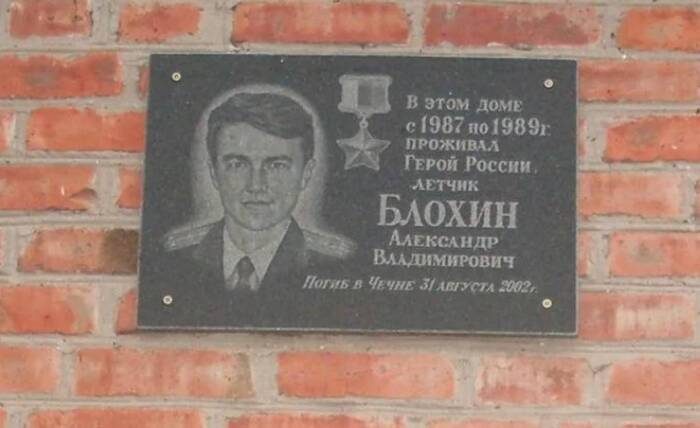 В этом доме
с 1987 по 1989г.
проживал
Герой России,
летчик
БЛОХИН
Александр
Владимирович
Погиб в Чечне 31 августа 2002г.